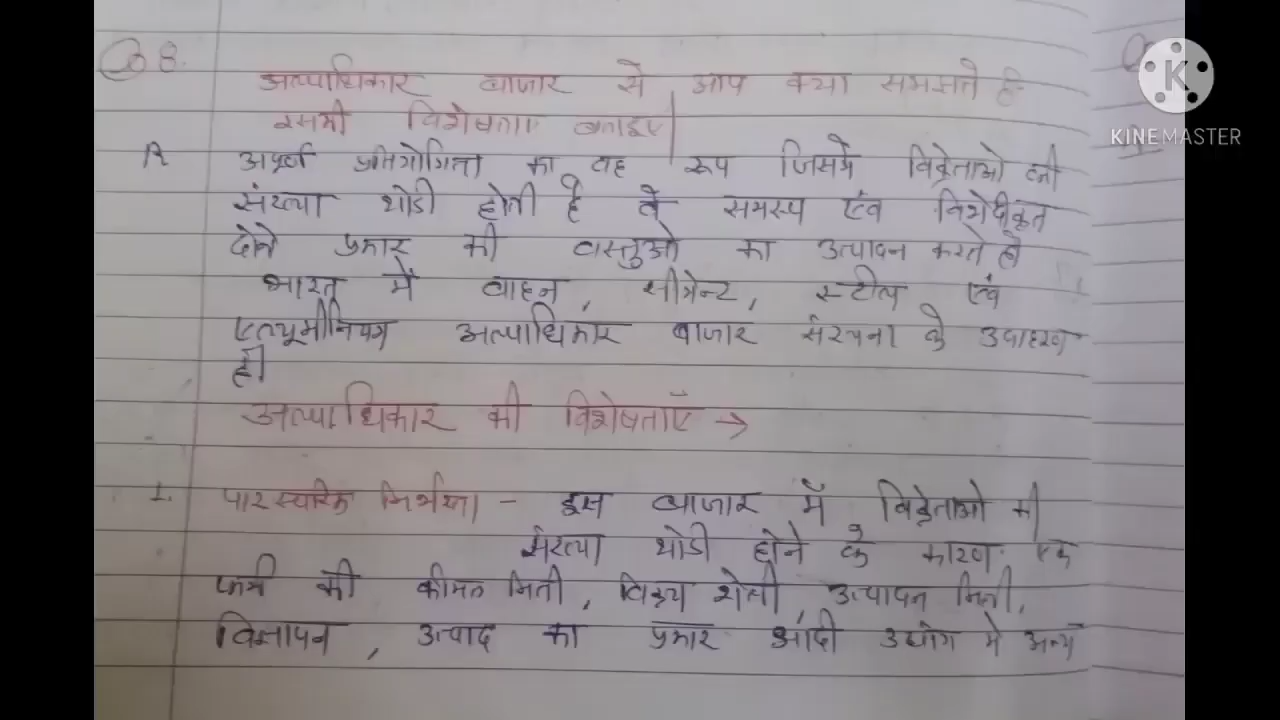 Q 8.
अल्पाधिकार बाजार से आप क्या समझते है
इसकी विशेषताए बताइए|
A अपूर्ण प्रतियोगिता का वह रूप जिसमे विक्रेताओ की
संख्या थोडी होती है वे समरूप एंव विभेदीकृत
दोनो प्रकार की वस्तुओ का उत्पादन करते है
भारत में वाहन, सीमेन्ट, स्टील एवं
एल्यूमीनियम अल्पाधिकार बाजार संरचना के उदाहरण
है।
अल्पाधिकार की विशेषताएँ →
1. पारस्परिक निर्भरता - इस बाजार में विक्रेताओ की
संख्या थोडी होने के कारण एक
फर्म की कीमत निती, विक्रय शैली, उत्पादन निती,
विज्ञापन, उत्पाद का प्रकार आदी उद्योग मे अन्य
KINEMASTER